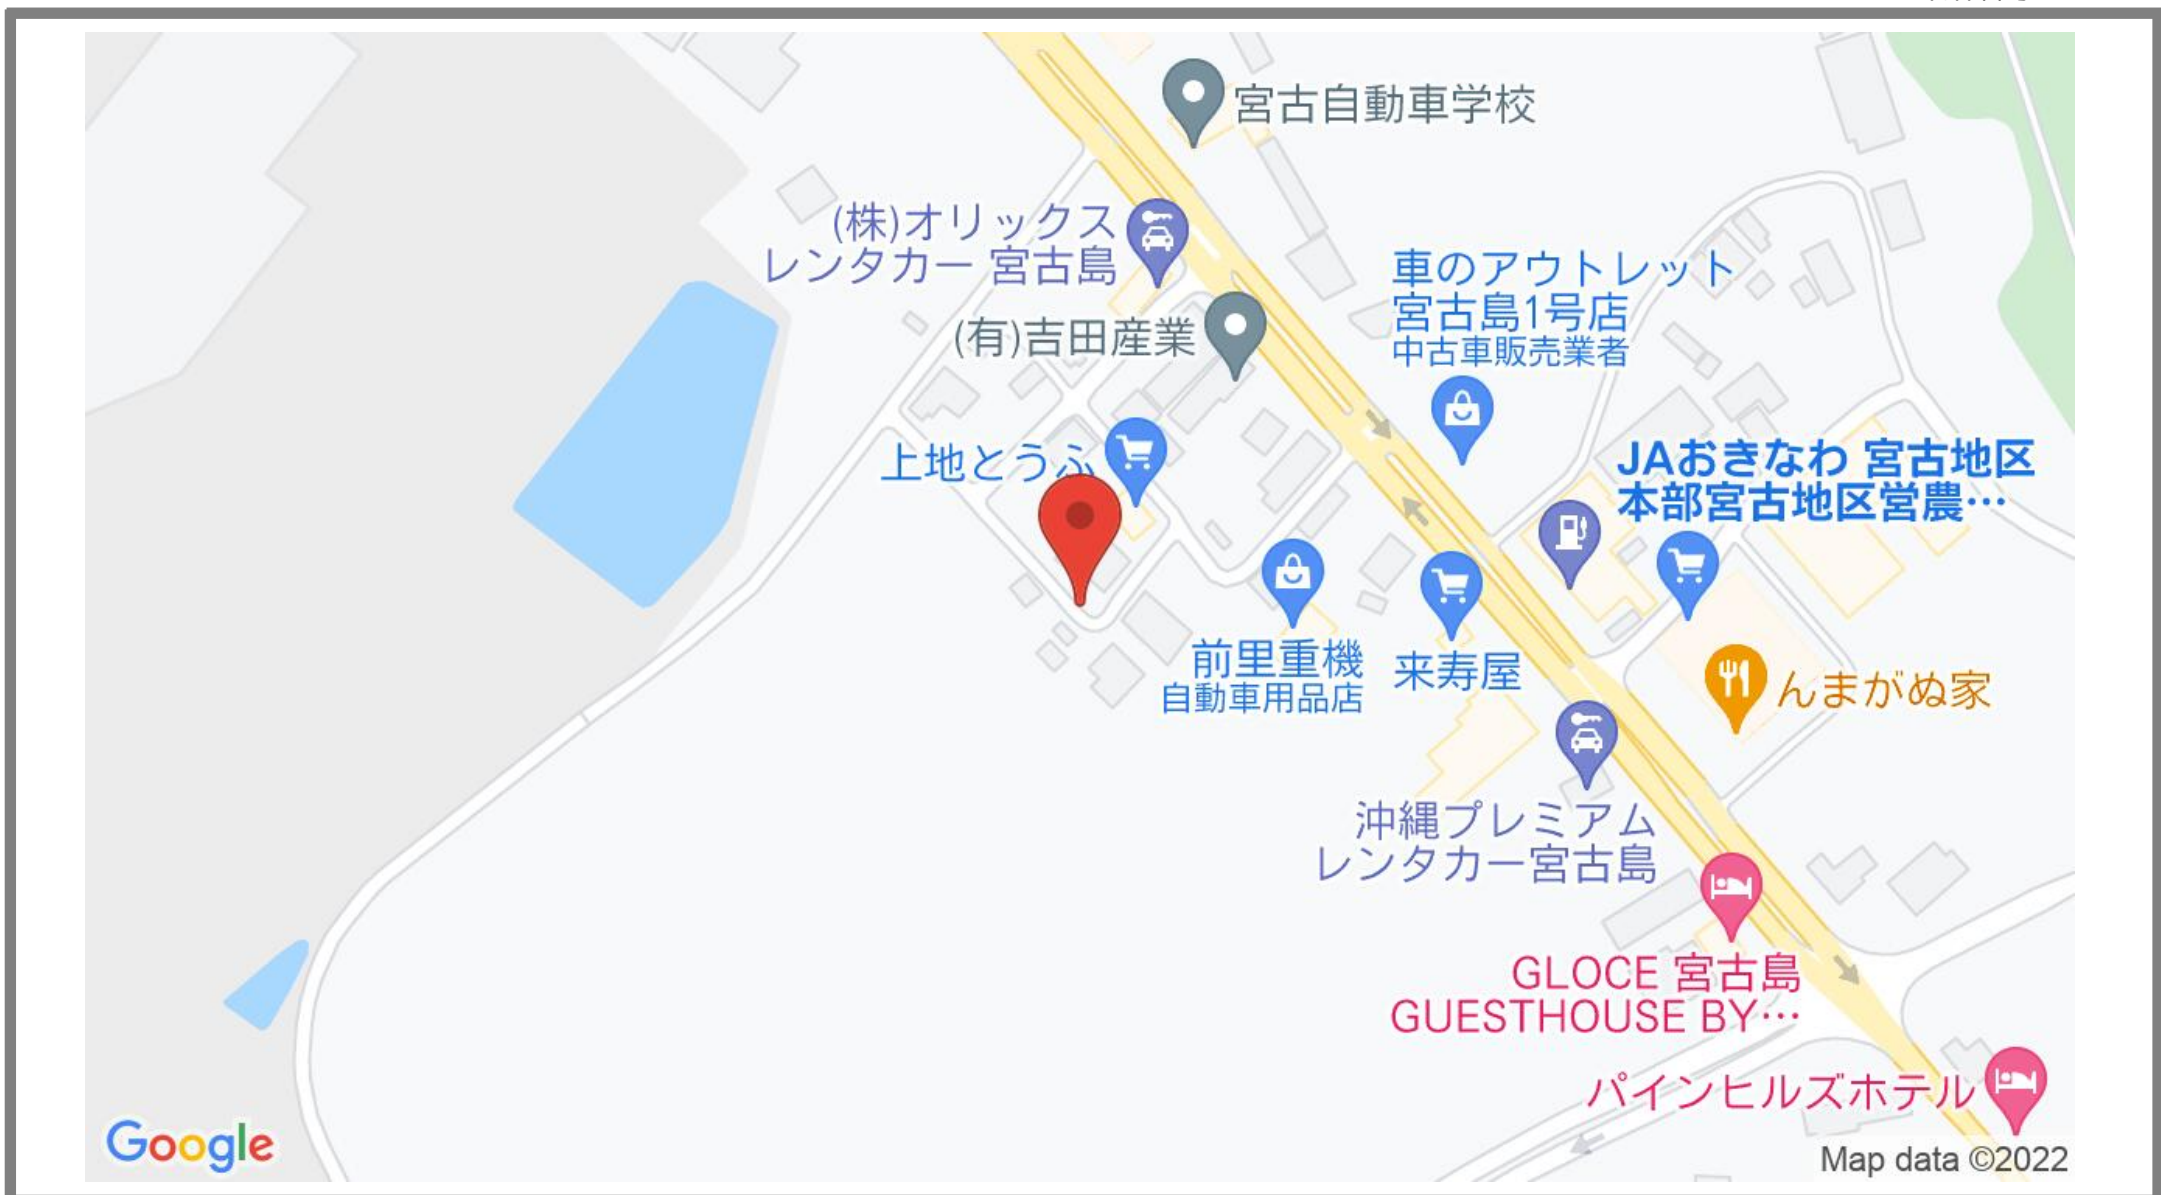 宮古自動車学校
(株)オリックス
レンタカー 宮古島
車のアウトレット
宮古島1号店
中古車販売業者
(有)吉田産業
上地とうふ
JAおきなわ 宮古地区
本部宮古地区営農…
前里重機
自動車用品店
来寿屋
んまがぬ家
沖縄プレミアム
レンタカー宮古島
GLOCE 宮古島
GUESTHOUSE BY…
パインヒルズホテル
Google
Map data ©2022